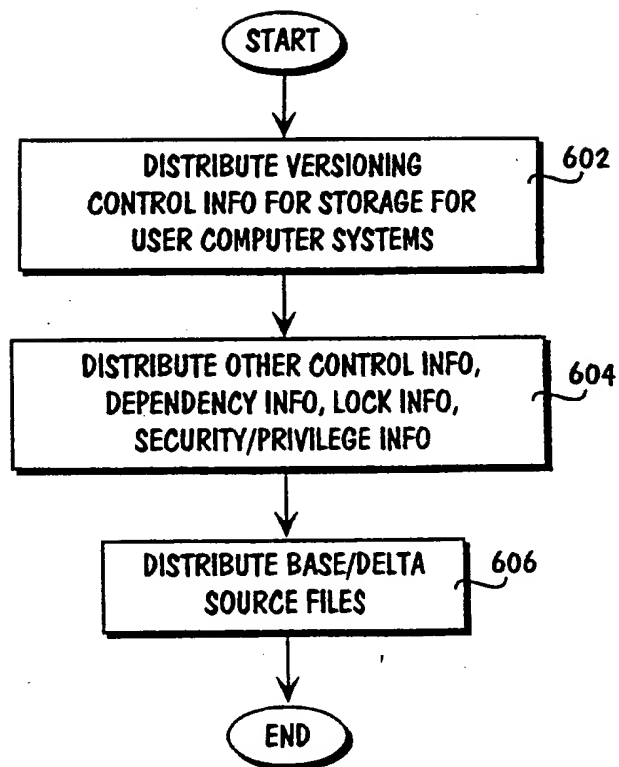 START
DISTRIBUTE VERSIONING
CONTROL INFO FOR STORAGE FOR
USER COMPUTER SYSTEMS
602
DISTRIBUTE OTHER CONTROL INFO,
DEPENDENCY INFO, LOCK INFO,
SECURITY/PRIVILEGE INFO
604
DISTRIBUTE BASE/DELTA
SOURCE FILES
606
END